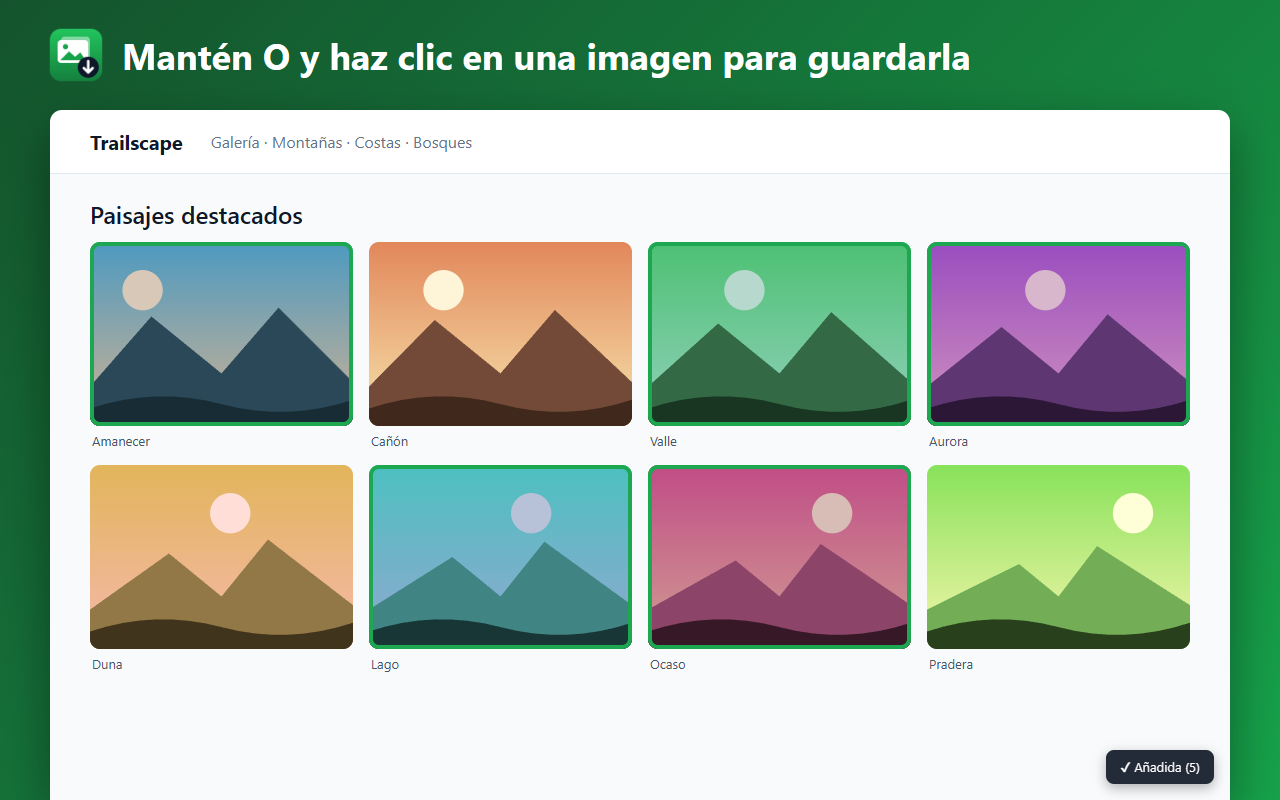 Mantén O y haz clic en una imagen para guardarla
Trailscape
Galería · Montañas · Costas · Bosques
Paisajes destacados
Amanecer
Cañón
Valle
Aurora
Duna
Lago
Ocaso
Pradera
✓ Añadida (5)